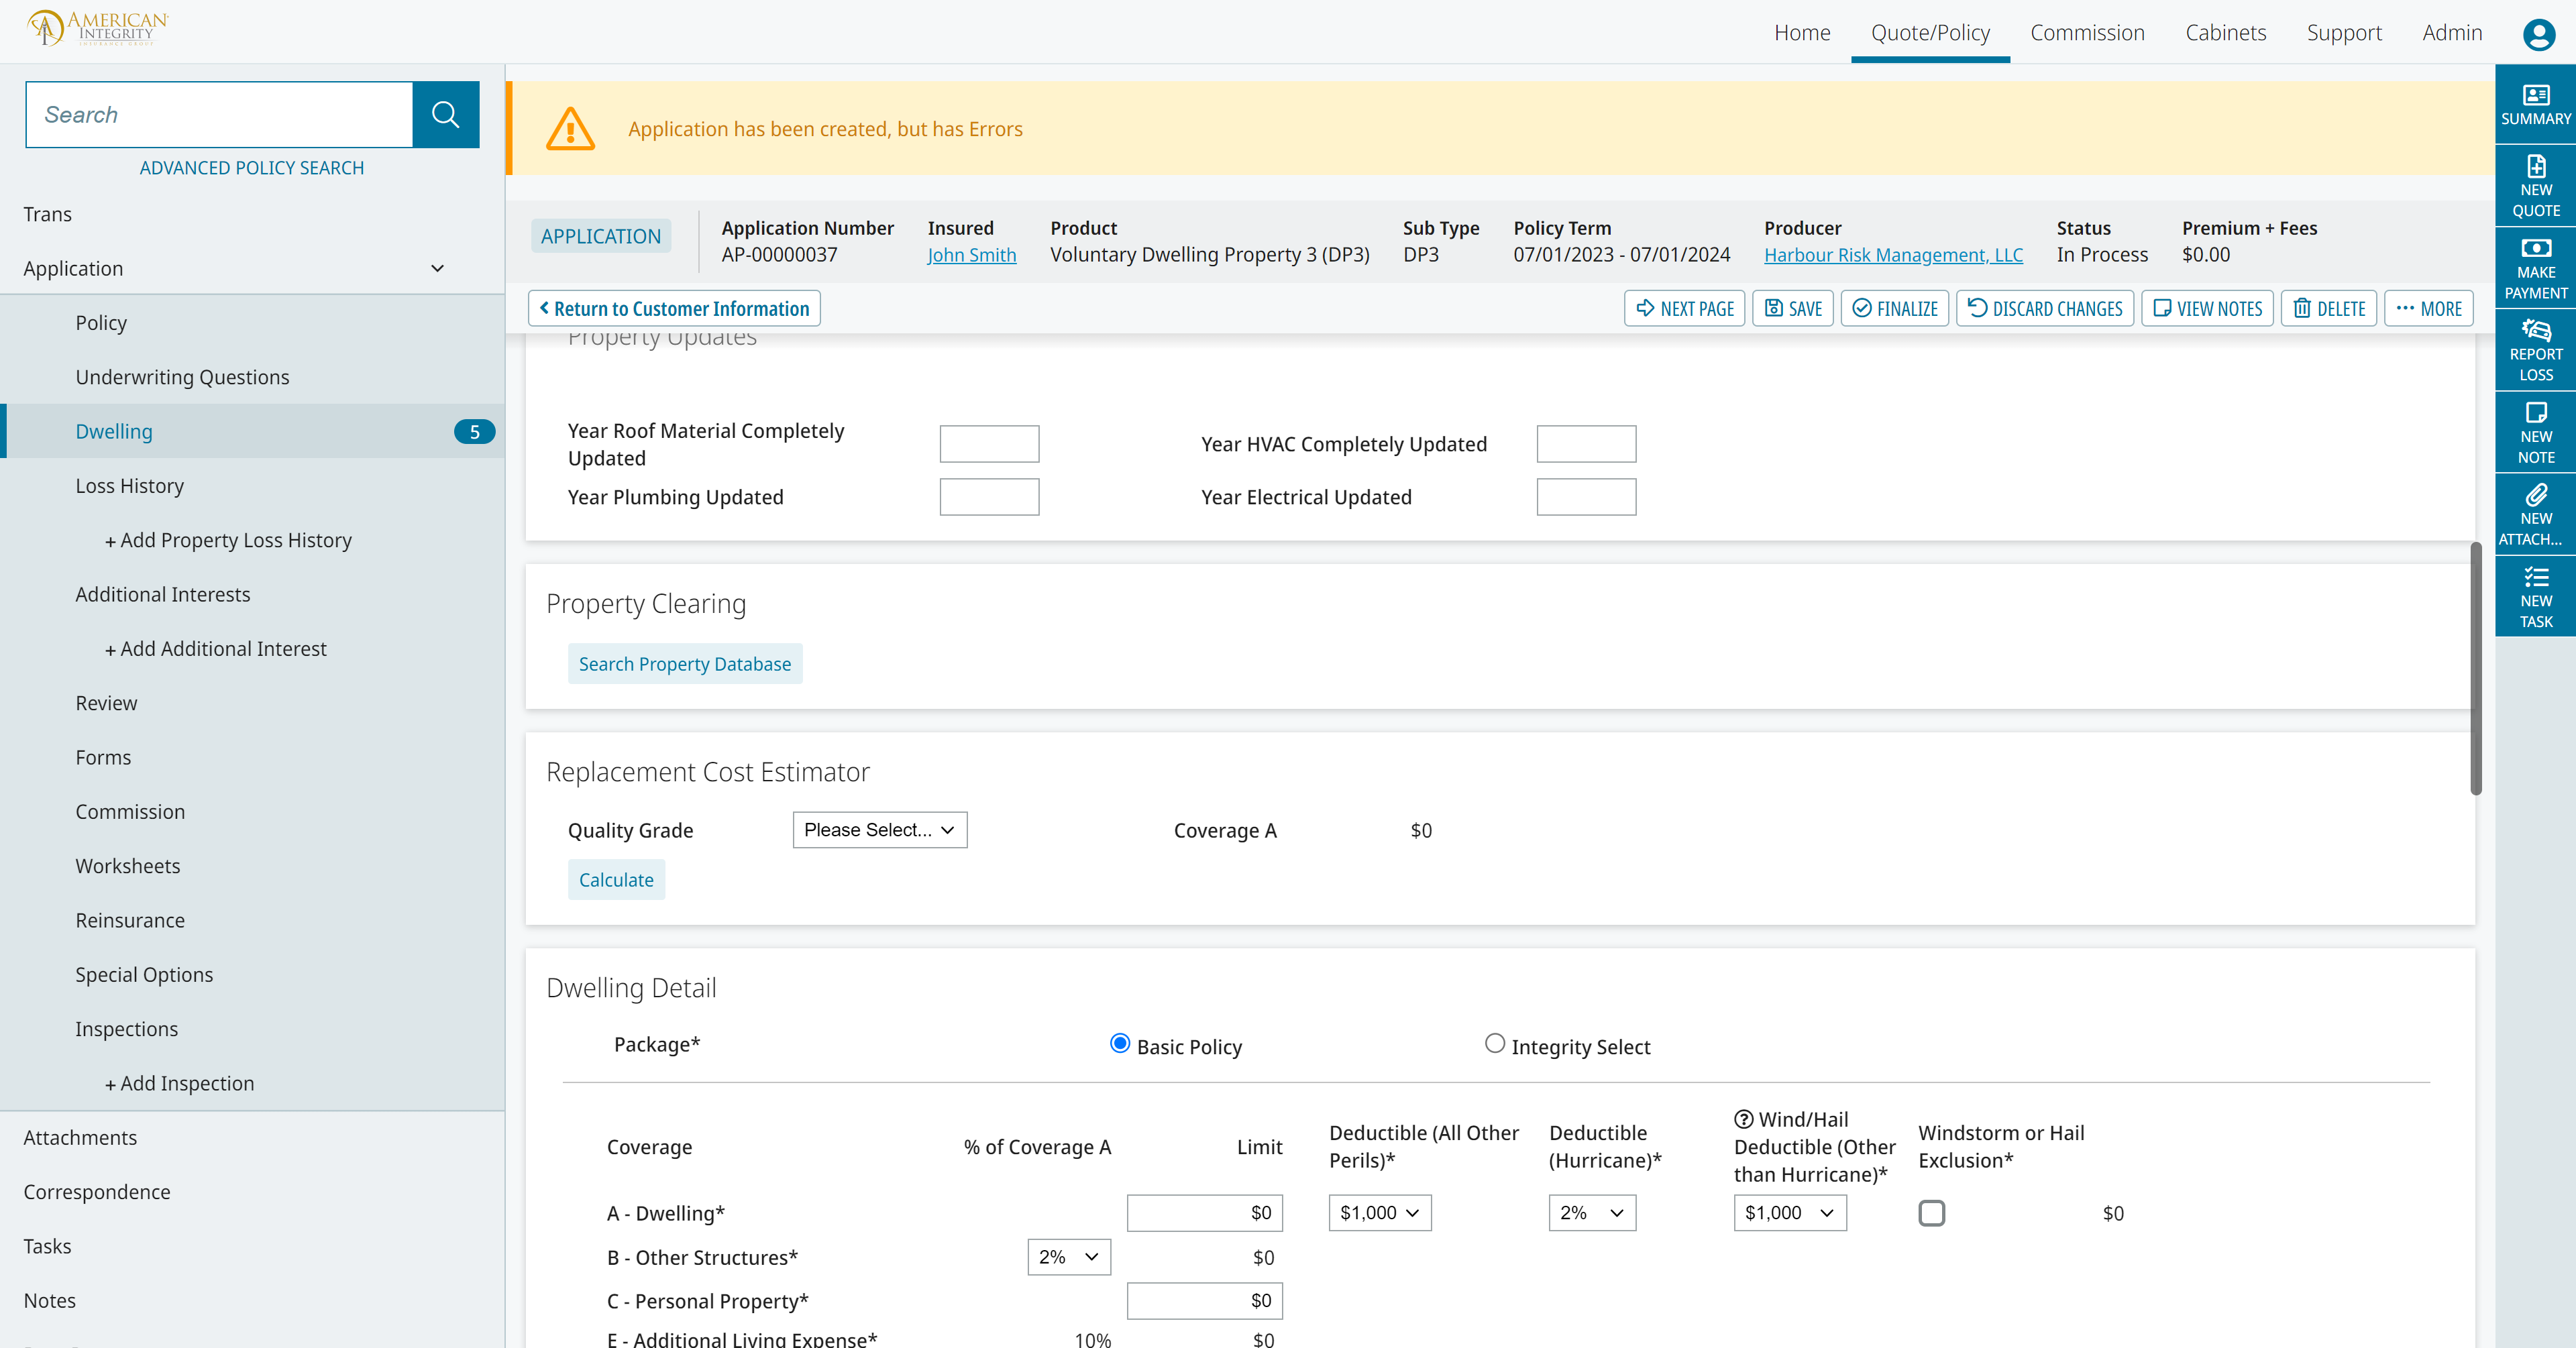 AMERICAN
INTEGRITY
INSURANCE GROUP
Home
Quote/Policy
Commission
Cabinets
Support
Admin
Search
ADVANCED POLICY SEARCH
Trans
Application
Policy
Underwriting Questions
Dwelling
5
Loss History
+ Add Property Loss History
Additional Interests
+ Add Additional Interest
Review
Forms
Commission
Worksheets
Reinsurance
Special Options
Inspections
+ Add Inspection
Attachments
Correspondence
Tasks
Notes
Application has been created, but has Errors
APPLICATION
Application Number
AP-00000037
Insured
John Smith
Product
Voluntary Dwelling Property 3 (DP3)
Sub Type
DP3
Policy Term
07/01/2023 - 07/01/2024
Producer
Harbour Risk Management, LLC
Status
In Process
Premium + Fees
$0.00
Return to Customer Information
NEXT PAGE
SAVE
FINALIZE
DISCARD CHANGES
VIEW NOTES
DELETE
MORE
Property Updates
Year Roof Material Completely
Updated
Year HVAC Completely Updated
Year Plumbing Updated
Year Electrical Updated
Property Clearing
Search Property Database
Replacement Cost Estimator
Quality Grade
Please Select...
Coverage A
$0
Calculate
Dwelling Detail
Package*
Basic Policy
Integrity Select
Coverage
% of Coverage A
Limit
Deductible (All Other
Perils)*
Deductible
(Hurricane)*
Wind/Hail
Deductible (Other
than Hurricane)*
Windstorm or Hail
Exclusion*
A - Dwelling*
$0
$1,000
2%
$1,000
$0
B - Other Structures*
2%
$0
C - Personal Property*
$0
E - Additional Living Expense*
10%
$0
SUMMARY
NEW
QUOTE
MAKE
PAYMENT
REPORT
LOSS
NEW
NOTE
NEW
ATTACH...
NEW
TASK